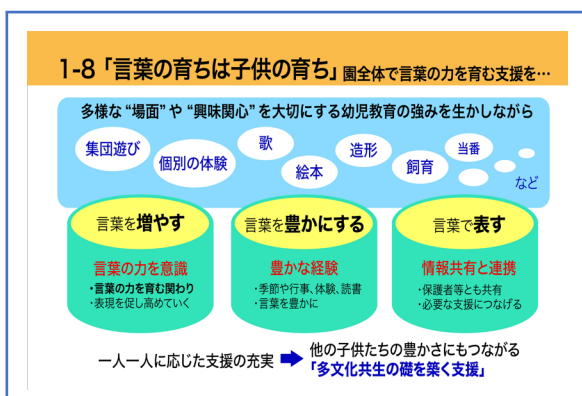 1-8「言葉の育ちは子供の育ち」園全体で言葉の力を育む支援を…
多様な“場面”や“興味関心”を大切にする幼児教育の強みを生かしながら
集団遊び
個別の体験
歌
絵本
造形
飼育
当番
など
言葉を増やす
言葉の力を意識
・言葉の力を育む関わり
・表現を促し高めていく
言葉を豊かにする
豊かな経験
・季節や行事、体験、読書
・言葉を豊かに
言葉で表す
情報共有と連携
・保護者等とも共有
・必要な支援につなげる
一人一人に応じた支援の充実
他の子供たちの豊かさにもつながる
「多文化共生の礎を築く支援」